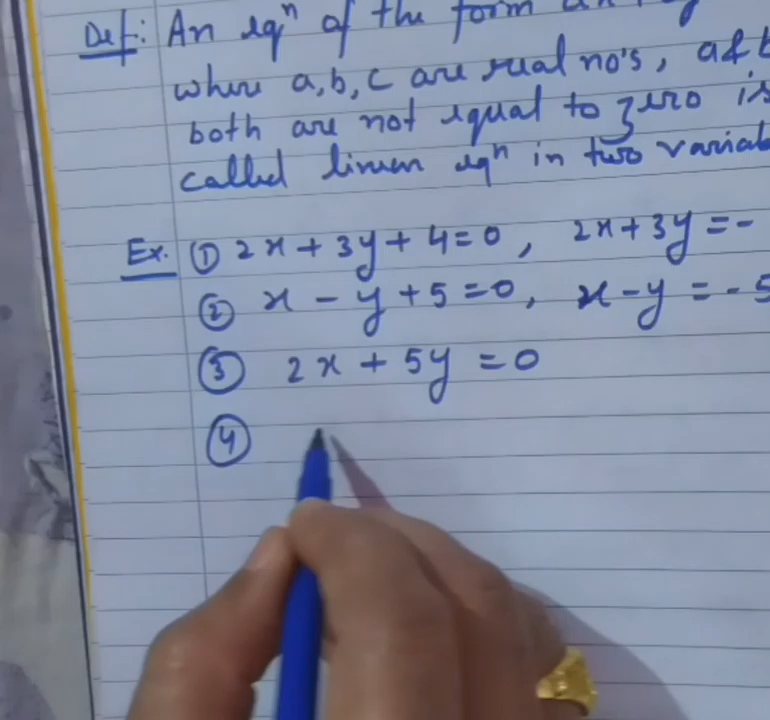 Def: An eqⁿ of the form
where a, b, c are real no's, a &
both are not equal to zero is
called linear eqⁿ in two variab
Ex. ① 2x + 3y + 4 = 0 , 2x + 3y = -
② x - y + 5 = 0 , x - y = - 5
③ 2x + 5y = 0
④